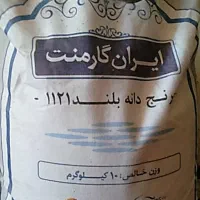 ایران گارمنت
برنج دانه بلند ۱۱۲۱ -
وزن خالص: ۱۰ کیلوگرم